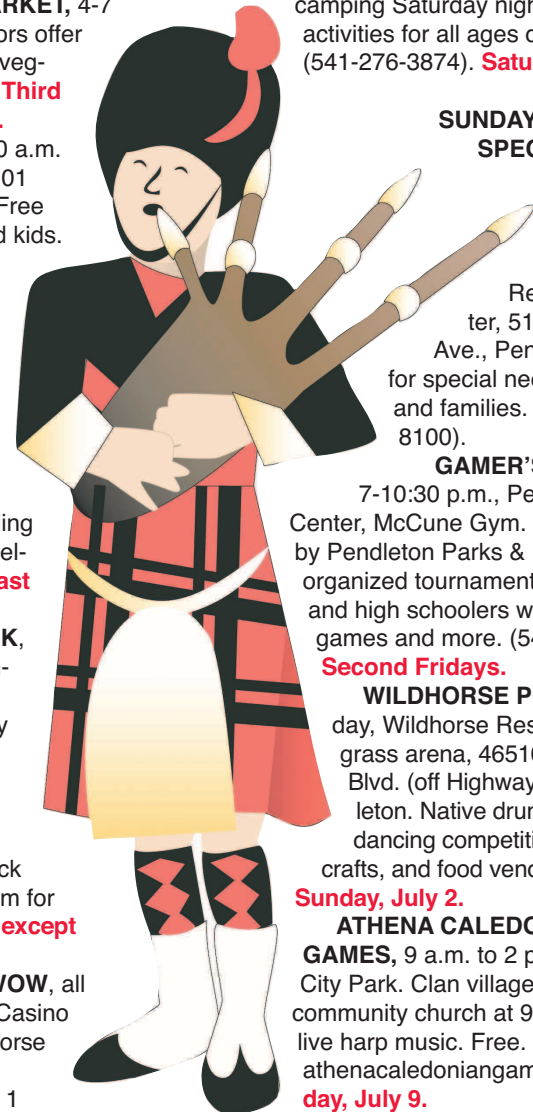 ARKET, 4-7
ors offer
veg-
Third
.
0 a.m.
01
Free
d kids.
ing
el-
ast
K,
-
y
ck
m for
except
WOW, all
Casino
orse
1
camping Saturday nigh
activities for all ages o
(541-276-3874). Satu
SUNDAY
SPEC
Re
ter, 51
Ave., Pen
for special nee
and families.
8100).
GAMER'S
7-10:30 p.m., Pe
Center, McCune Gym.
by Pendleton Parks &
organized tournament
and high schoolers w
games and more. (54
Second Fridays.
WILDHORSE P
day, Wildhorse Res
grass arena, 46510
Blvd. (off Highway
leton. Native drum
dancing competiti
crafts, and food vend
Sunday, July 2.
ATHENA CALEDO
GAMES, 9 a.m. to 2 p
City Park. Clan village
community church at 9
live harp music. Free.
athenacaledoniangam
day, July 9.